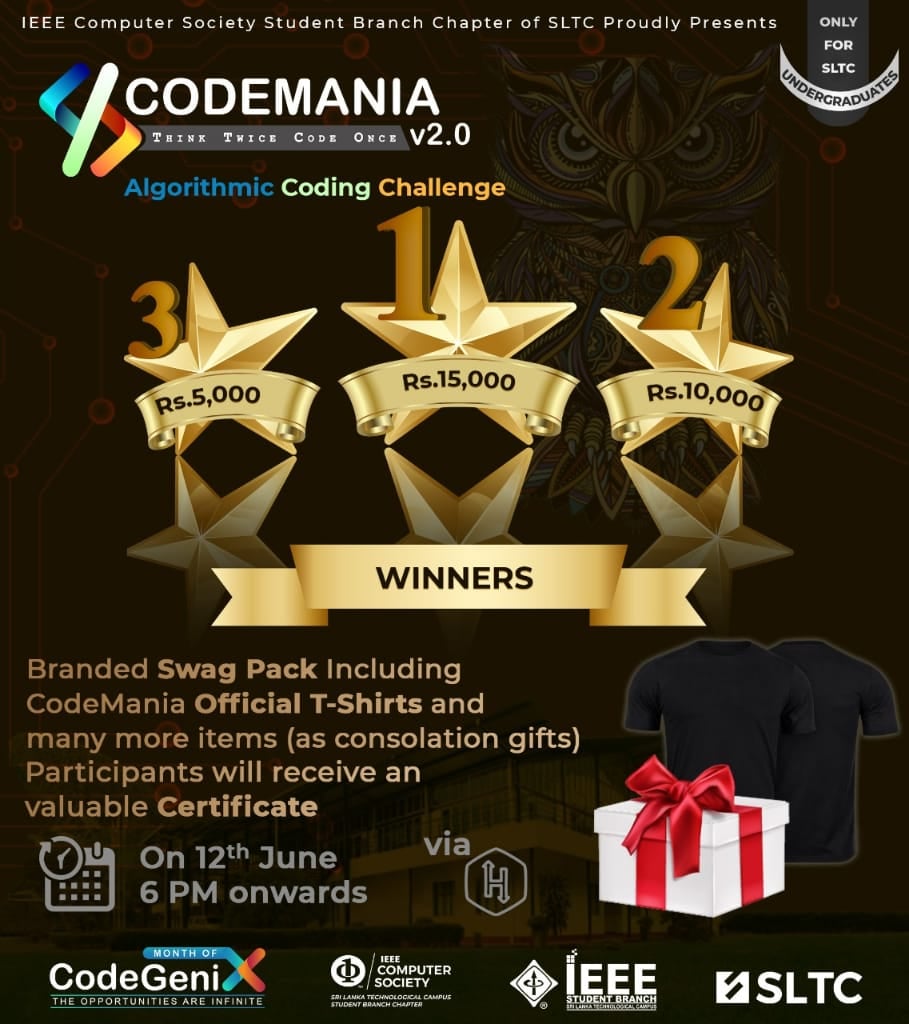 IEEE Computer Society Student Branch Chapter of SLTC Proudly Presents
ONLY
FOR
SLTC
UNDERGRADUATES
CODEMANIA
THINK TWICE CODE ONCE v2.0
Algorithmic Coding Challenge
3
1
2
Rs.5,000
Rs.15,000
Rs.10,000
WINNERS
Branded Swag Pack Including
CodeMania Official T-Shirts and
many more items (as consolation gifts)
Participants will receive an
valuable Certificate
On 12th June
6 PM onwards
via
H
MONTH OF
CodeGeniX
THE OPPORTUNITIES ARE INFINITE
IEEE
COMPUTER
SOCIETY
SRI LANKA TECHNOLOGICAL CAMPUS
STUDENT BRANCH CHAPTER
IEEE
STUDENT BRANCH
SRI LANKA TECHNOLOGICAL CAMPUS
SLTC